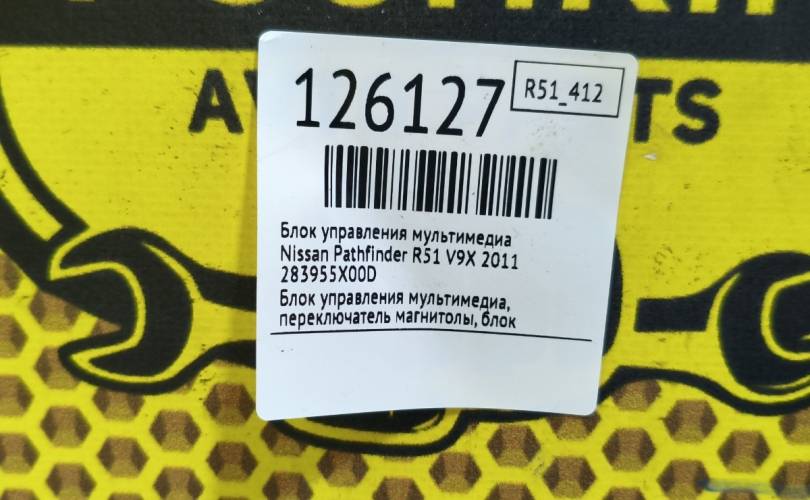 126127
R51_412
Блок управления мультимедиа
Nissan Pathfinder R51 V9X 2011
283955X00D
Блок управления мультимедиа,
переключатель магнитолы, блок